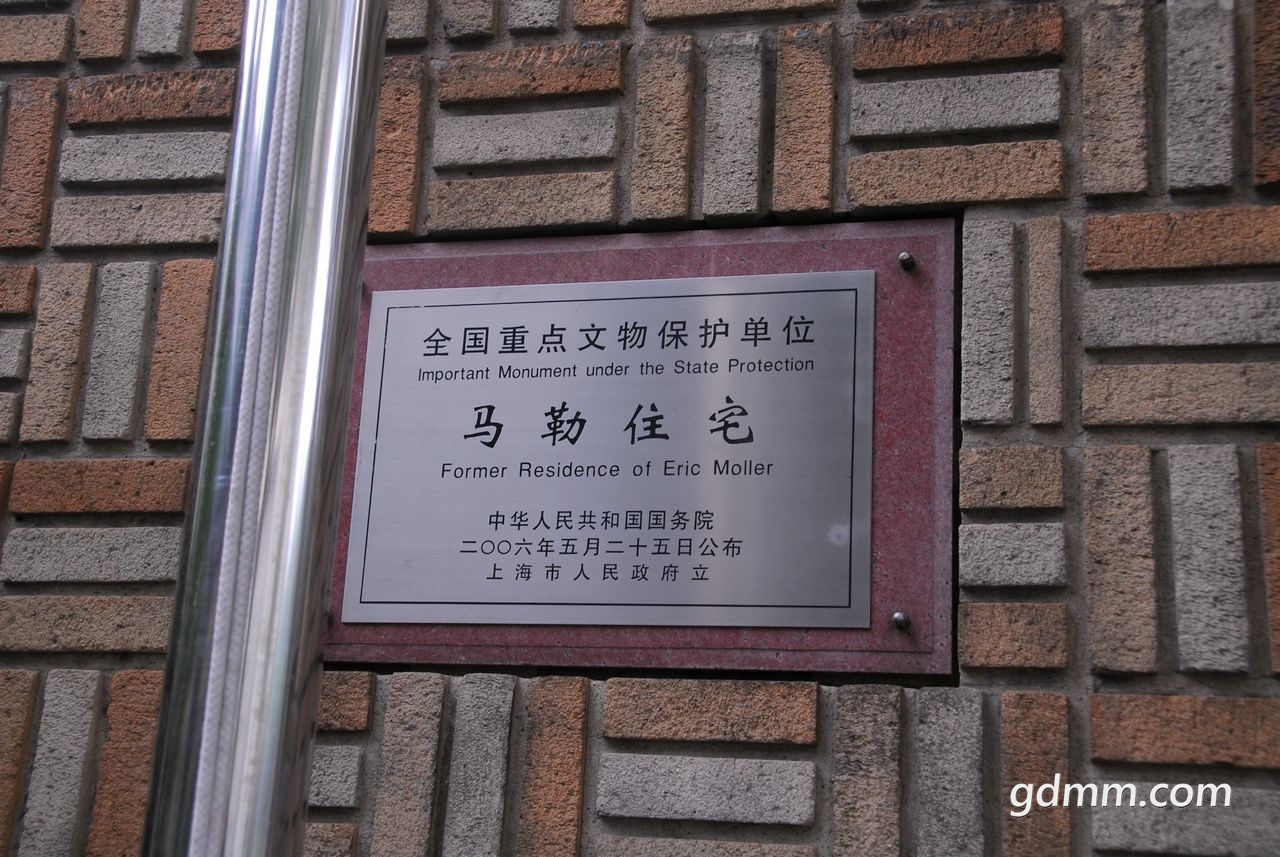 全国重点文物保护单位
Important Monument under the State Protection
马勒住宅
Former Residence of Eric Moller
中华人民共和国国务院
二〇〇六年五月二十五日公布
上海市人民政府立
gdmm.com